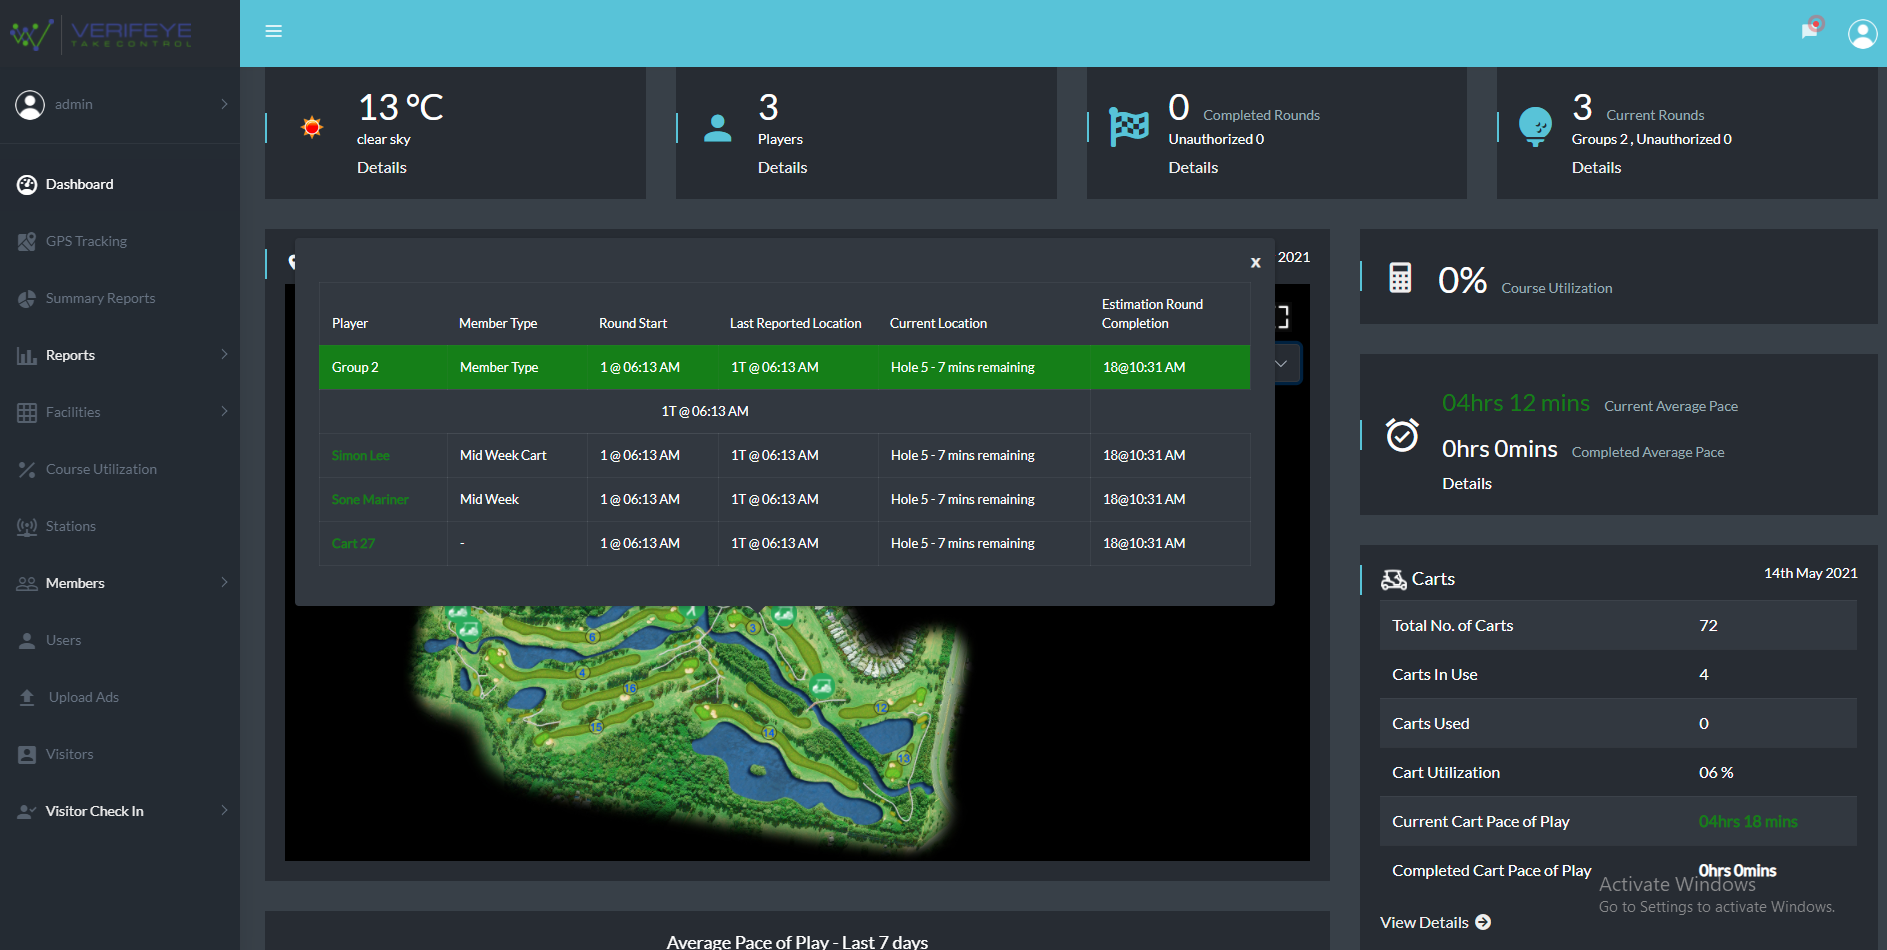 VERIFEYE
TAKE CONTROL
admin
Dashboard
GPS Tracking
Summary Reports
Reports
Facilities
Course Utilization
Stations
Members
Users
Upload Ads
Visitors
Visitor Check In
13 °C
clear sky
Details
3
Players
Details
0 Completed Rounds
Unauthorized 0
Details
3 Current Rounds
Groups 2 , Unauthorized 0
Details
2021
x
Player Member Type Round Start Last Reported Location Current Location Estimation Round Completion
Group 2 Member Type 1 @ 06:13 AM 1T @ 06:13 AM Hole 5 - 7 mins remaining 18@10:31 AM
1T @ 06:13 AM
Simon Lee Mid Week Cart 1 @ 06:13 AM 1T @ 06:13 AM Hole 5 - 7 mins remaining 18@10:31 AM
Sone Mariner Mid Week 1 @ 06:13 AM 1T @ 06:13 AM Hole 5 - 7 mins remaining 18@10:31 AM
Cart 27 - 1 @ 06:13 AM 1T @ 06:13 AM Hole 5 - 7 mins remaining 18@10:31 AM
6
3
4
16
15
12
14
13
0% Course Utilization
04hrs 12 mins Current Average Pace
0hrs 0mins Completed Average Pace
Details
Carts 14th May 2021
Total No. of Carts 72
Carts In Use 4
Carts Used 0
Cart Utilization 06 %
Current Cart Pace of Play 04hrs 18 mins
Completed Cart Pace of Play 0hrs 0mins
View Details
Activate Windows
Go to Settings to activate Windows.
Average Pace of Play - Last 7 days